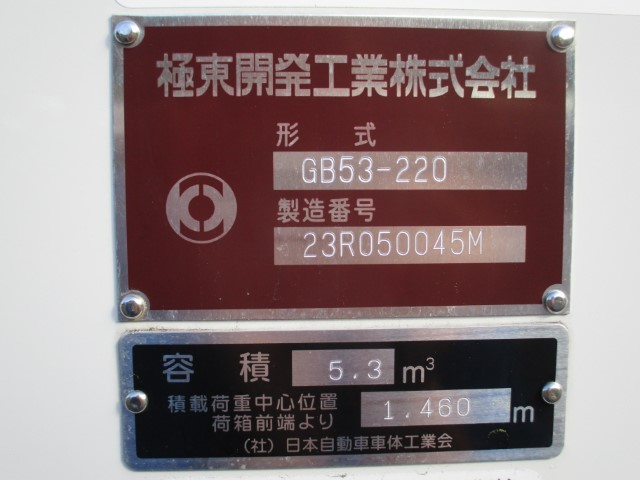 極東開発工業株式会社
形 式
GB53-220
製造番号
23R050045M
容 積 5.3 m³
積載荷重中心位置
荷箱前端より 1.460 m
(社)日本自動車車体工業会